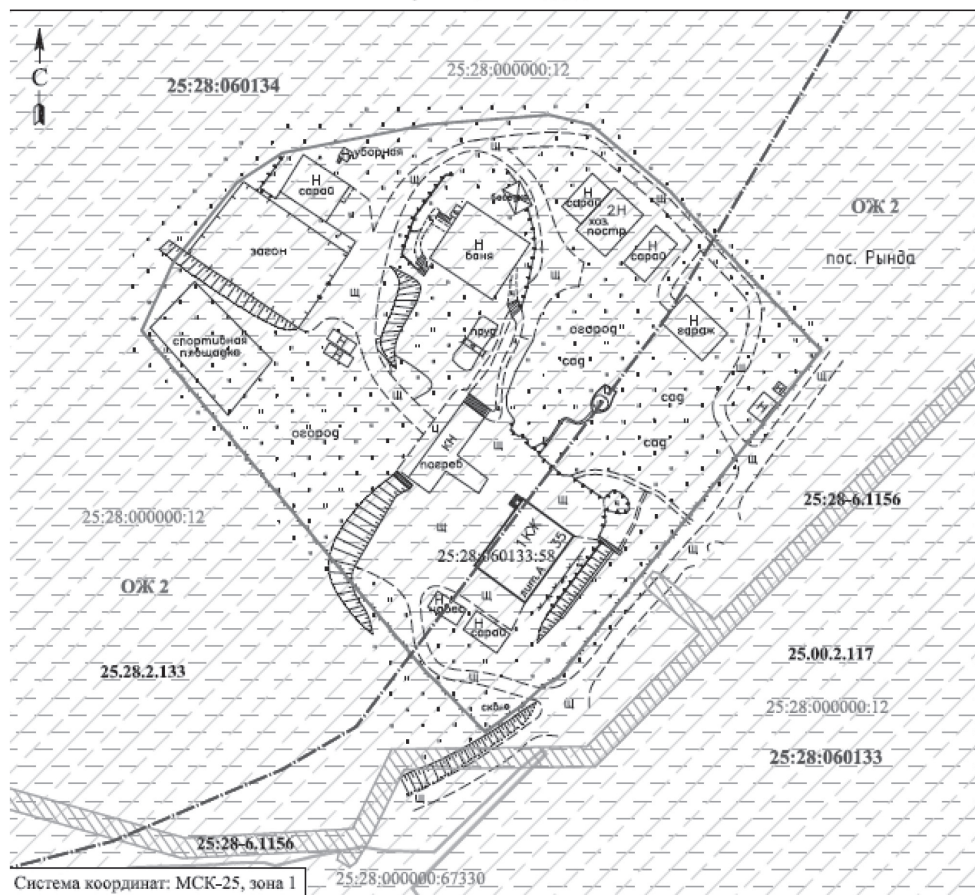 С
25:28:060134
25:28:000000:12
уборная
Н
сарай
беседка
Н
сарай
2Н
хоз.
постр.
ОЖ 2
загон
Н
баня
Н
сарай
пос. Рында
Щ
Щ
Щ
спортивная
площадка
Н
пруд
огород
Н
гараж
сад
Щ
сад
огород
Щ
КН
погреб
Щ
сад
Щ
25:28-6.1156
25:28:000000:12
Щ
Щ
1КЖ
35
25:28:060133:58
лит.А
ОЖ 2
Н
навес
Щ
Н
сарай
25.28.2.133
25.00.2.117
Щ
Щ
25:28:000000:12
25:28:060133
Щ
25:28-6.1156
Система координат: МСК-25, зона 1
25:28:000000:67330